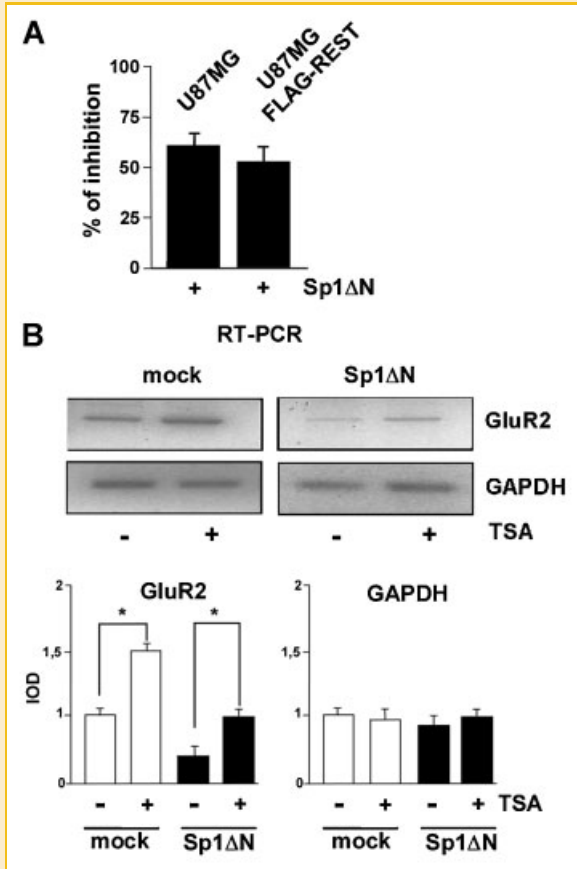 A
U87MG
U87MG
FLAG-REST
% of inhibition
100
75
50
25
0
+ + Sp1ΔN
B
RT-PCR
mock Sp1ΔN
GluR2
GAPDH
- + - + TSA
GluR2 GAPDH
IOD
2
1,5
1
0
* *
2
1,5
1
0
- + - + - + - + TSA
mock Sp1ΔN mock Sp1ΔN